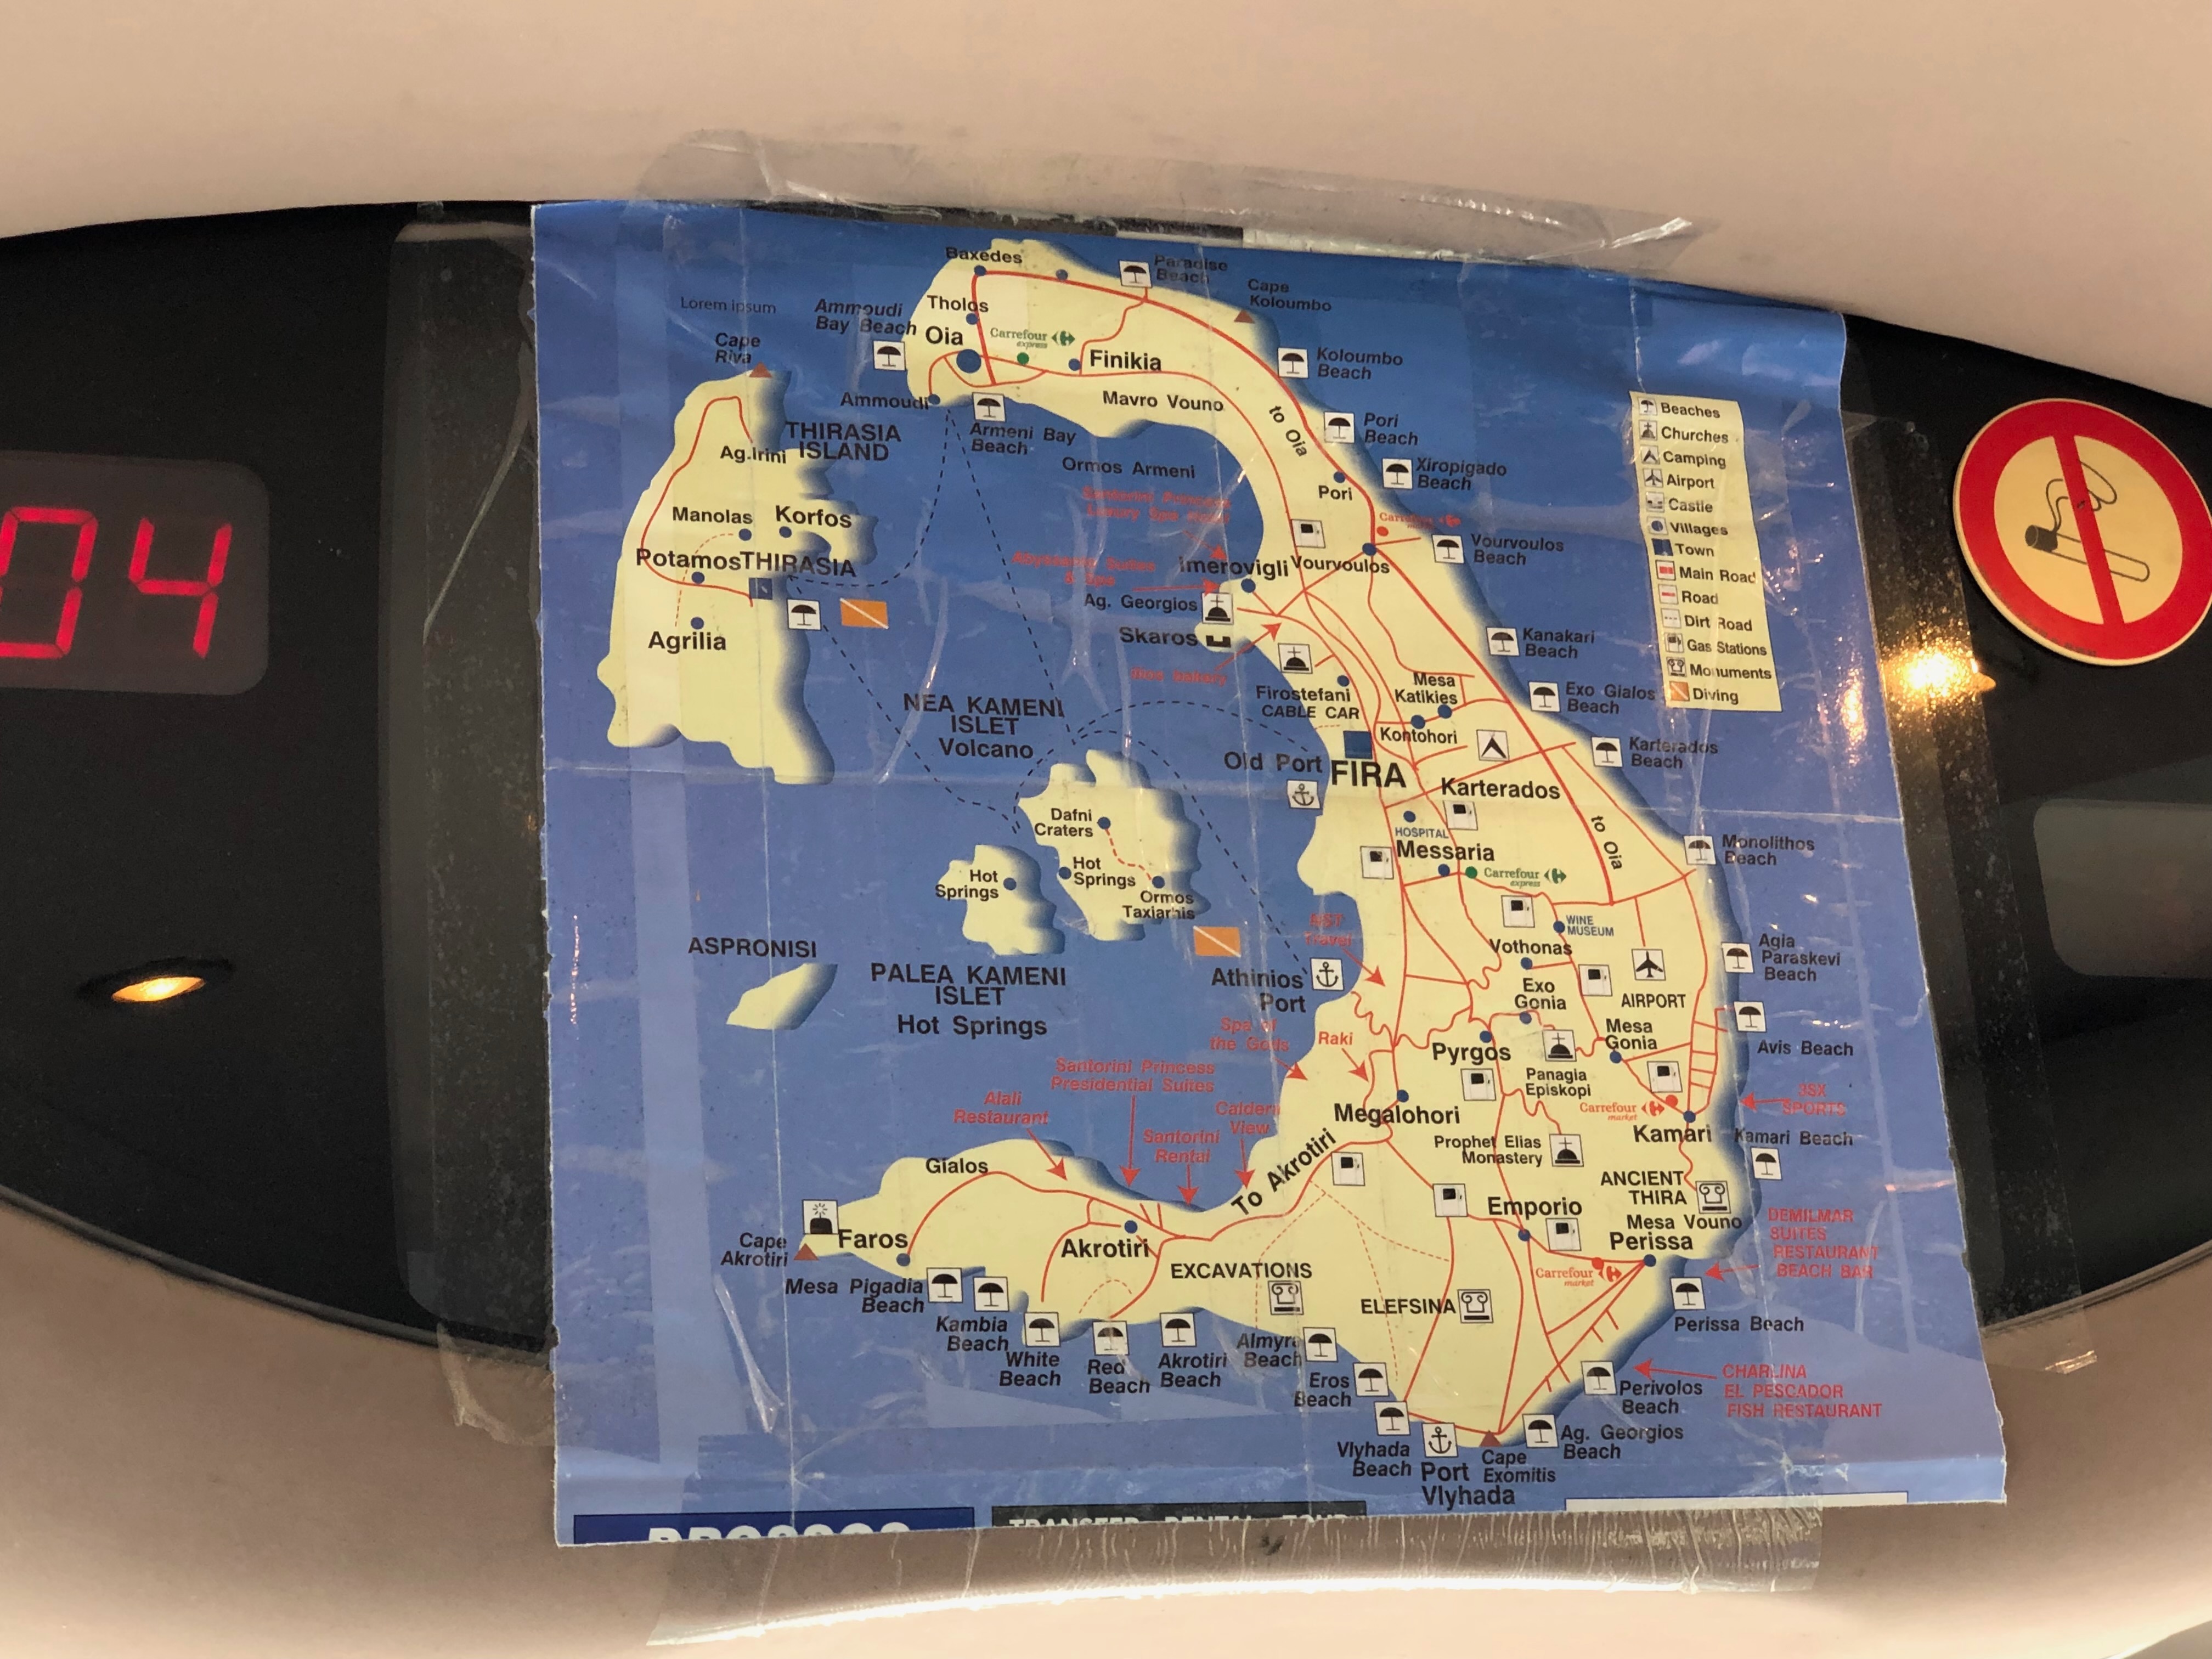 04
Baxedes
Paradise
Beach
Cape
Koloumbo
Lorem ipsum
Ammoudi
Bay Beach
Tholos
Oia
Carrefour
express
Finikia
Koloumbo
Beach
Cape
Riva
Ammoudi
Mavro Vouno
to Oia
Pori
Beach
Armeni Bay
Beach
THIRASIA
ISLAND
Ag.Irini
Ormos Armeni
Xiropigado
Beach
Pori
Manolas
Korfos
Carrefour
Vourvoulos
Beach
Potamos
THIRASIA
Imerovigli
Vourvoulos
Ag. Georgios
Skaros
Agrilia
Kanakari
Beach
Firostefani
CABLE CAR
Mesa
Katikies
Exo Gialos
Beach
NEA KAMENI
ISLET
Volcano
Kontohori
Old Port
FIRA
Karterados
Beach
Karterados
Dafni
Craters
HOSPITAL
Messaria
to Oia
Monolithos
Beach
Hot
Springs
Hot
Springs
Carrefour
express
Ormos
Taxiarhis
WINE
MUSEUM
Vothonas
ASPRONISI
PALEA KAMENI
ISLET
Hot Springs
Athinios
Port
Travel
Exo
Gonia
AIRPORT
Agia
Paraskevi
Beach
Mesa
Gonia
Avis Beach
Spa of
the Gods
Raki
Pyrgos
Panagia
Episkopi
Santorini Princess
Presidential Suites
Alali
Restaurant
Megalohori
Carrefour
market
3SX
SPORTS
Kamari
Kamari Beach
View
Santorini
Rental
To Akrotiri
Prophet Elias
Monastery
ANCIENT
THIRA
Gialos
Emporio
Mesa Vouno
Perissa
DEMILMAR
SUITES
RESTAURANT
BEACH BAR
Cape
Akrotiri
Faros
Akrotiri
EXCAVATIONS
Carrefour
market
ELEFSINA
Perissa Beach
Mesa Pigadia
Beach
Kambia
Beach
White
Beach
Red
Beach
Akrotiri
Beach
Almyra
Beach
Eros
Beach
Perivolos
Beach
CHARLINA
EL PESCADOR
FISH RESTAURANT
Vlyhada
Beach
Port
Vlyhada
Cape
Exomitis
Ag. Georgios
Beach
Beaches
Churches
Camping
Airport
Castle
Villages
Town
Main Road
Road
Dirt Road
Gas Stations
Monuments
Diving
TRANSFER - RENTAL - TOUR